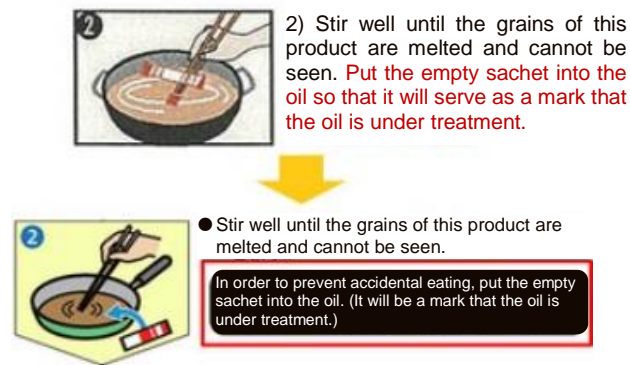 2
2) Stir well until the grains of this
product are melted and cannot be
seen. Put the empty sachet into the
oil so that it will serve as a mark that
the oil is under treatment.
2
● Stir well until the grains of this product are
melted and cannot be seen.
In order to prevent accidental eating, put the empty
sachet into the oil. (It will be a mark that the oil is
under treatment.)